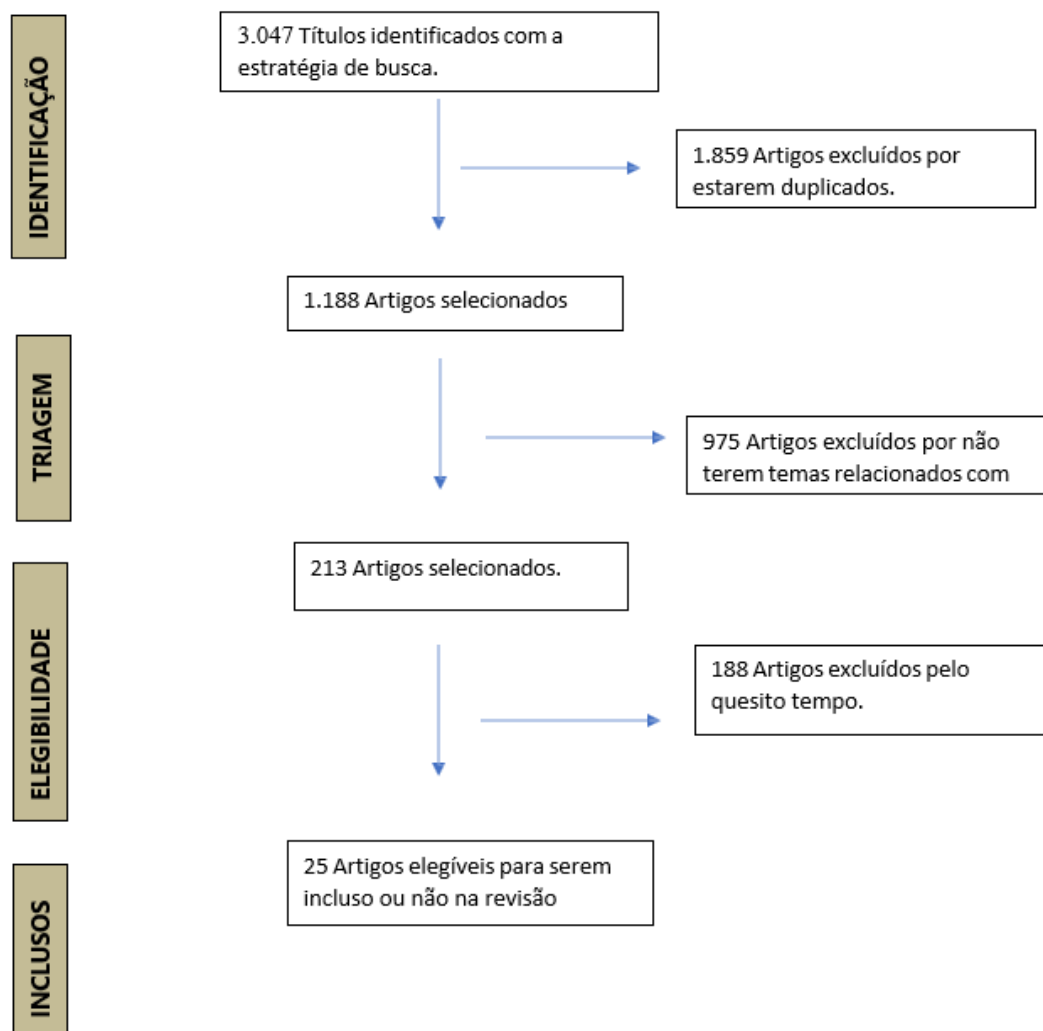 IDENTIFICAÇÃO
3.047 Títulos identificados com a
estratégia de busca.
1.859 Artigos excluídos por
estarem duplicados.
1.188 Artigos selecionados
TRIAGEM
975 Artigos excluídos por não
terem temas relacionados com
213 Artigos selecionados.
ELEGIBILIDADE
188 Artigos excluídos pelo
quesito tempo.
25 Artigos elegíveis para serem
incluso ou não na revisão
INCLUSOS